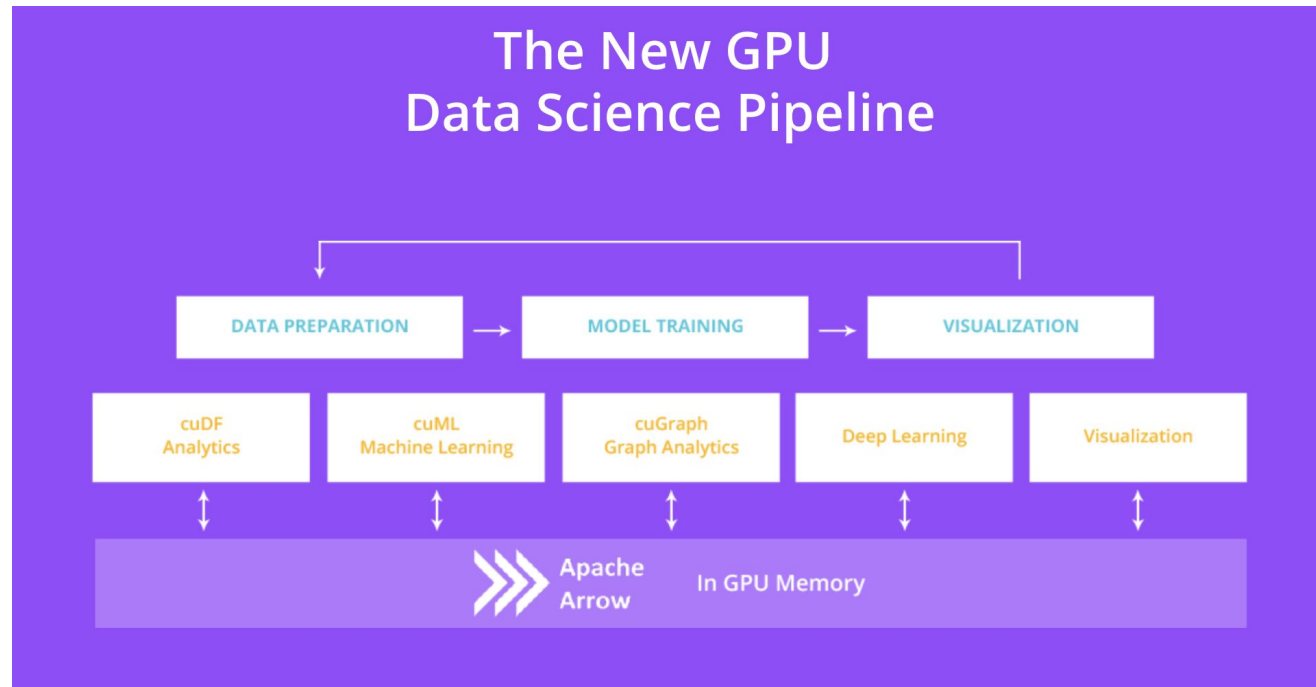 The New GPU
Data Science Pipeline
DATA PREPARATION
MODEL TRAINING
VISUALIZATION
cuDF
Analytics
cuML
Machine Learning
cuGraph
Graph Analytics
Deep Learning
Visualization
Apache
Arrow
In GPU Memory